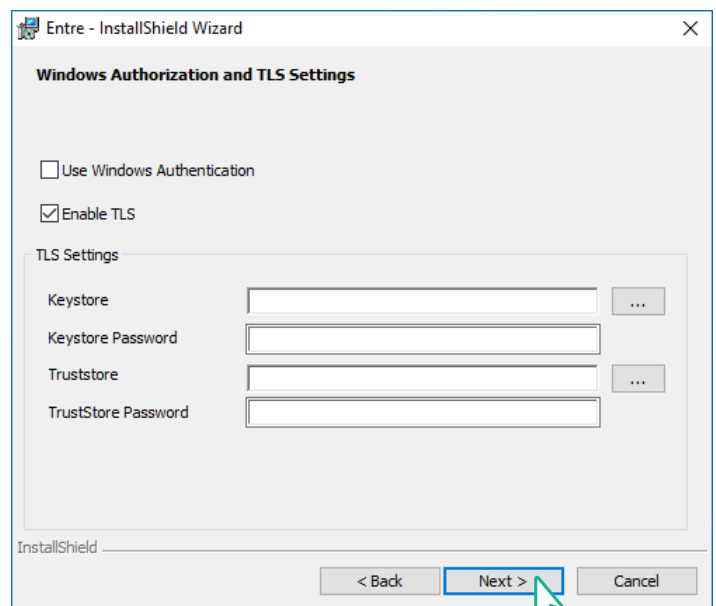 Entre - InstallShield Wizard
Windows Authorization and TLS Settings
Use Windows Authentication
Enable TLS
TLS Settings
Keystore
...
Keystore Password
Truststore
...
TrustStore Password
InstallShield
< Back
Next >
Cancel